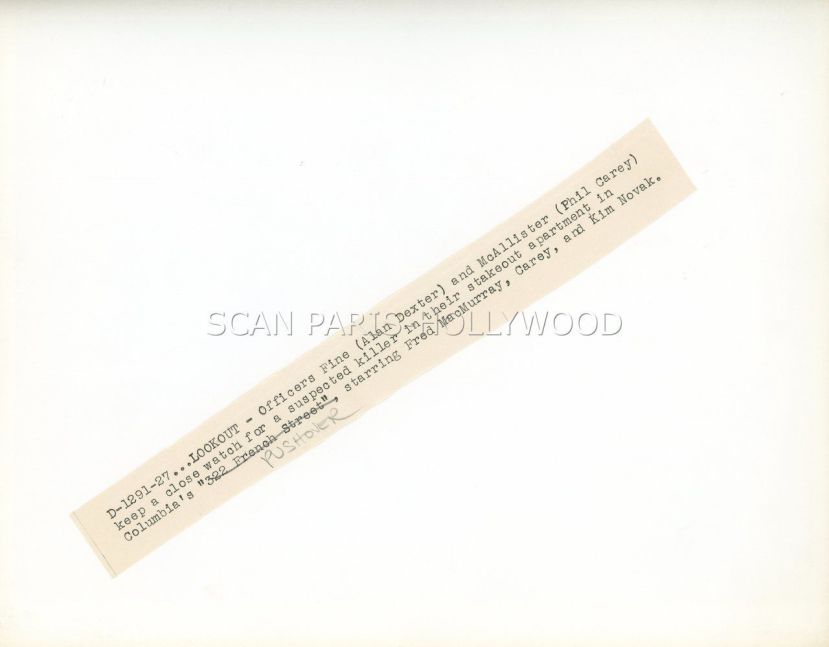 D-1291-27...LOOKOUT - Officers Fine (Alan Dexter) and McAllister (Phil Carey)
keep a close watch for a suspected killer in their stakeout apartment in
Columbia's "322 French Street", starring Fred MacMurray, Carey, and Kim Novak.
PUSHOVER
SCAN PARIS-HOLLYWOOD